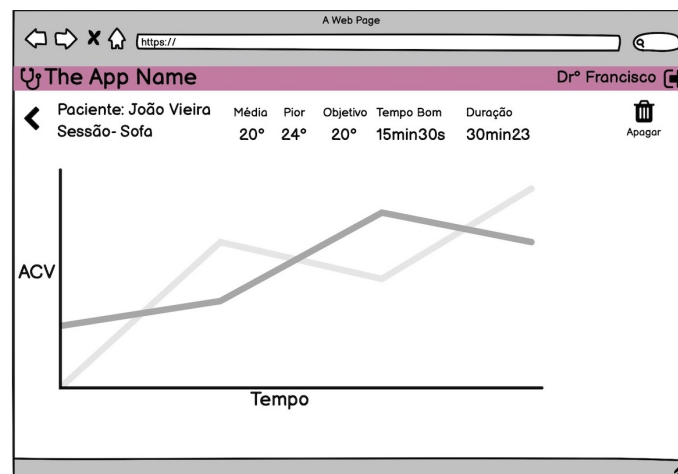 A Web Page
https://
The App Name
Drº Francisco
Paciente: João Vieira
Sessão- Sofa
Média Pior Objetivo Tempo Bom Duração
20° 24° 20° 15min30s 30min23
Apagar
ACV
Tempo